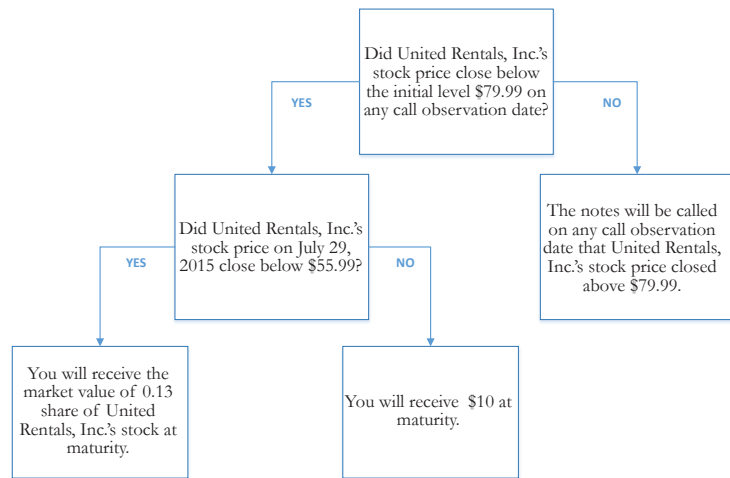 Did United Rentals, Inc.'s
stock price close below
the initial level $79.99 on
any call observation date?
YES
NO
Did United Rentals, Inc.'s
stock price on July 29,
2015 close below $55.99?
The notes will be called
on any call observation
date that United Rentals,
Inc.'s stock price closed
above $79.99.
YES
NO
You will receive the
market value of 0.13
share of United
Rentals, Inc.'s stock at
maturity.
You will receive $10 at
maturity.